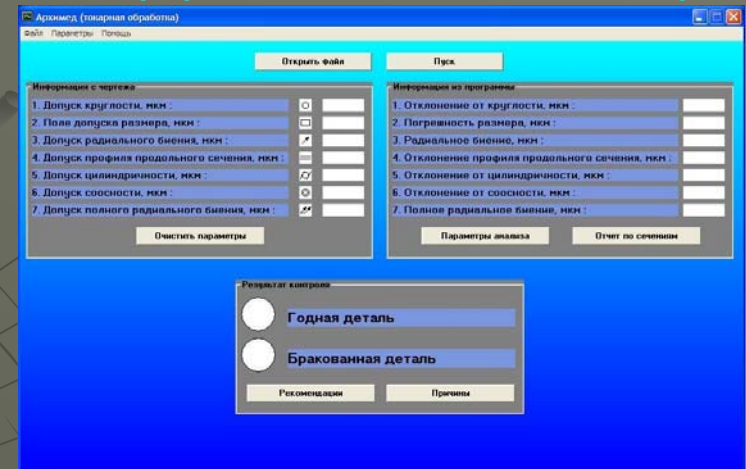 Архимед (токарная обработка)
Файл Параметры Помощь
Открыть файл Пуск
Информация с чертежа
1. Допуск круглости, мкм :
2. Поле допуска размера, мкм :
3. Допуск радиального биения, мкм :
4. Допуск профиля продольного сечения, мкм :
5. Допуск цилиндричности, мкм :
6. Допуск соосности, мкм :
7. Допуск полного радиального биения, мкм :
Очистить параметры
Информация из программы
1. Отклонение от круглости, мкм :
2. Погрешность размера, мкм :
3. Радиальное биение, мкм :
4. Отклонение профиля продольного сечения, мкм :
5. Отклонение от цилиндричности, мкм :
6. Отклонение от соосности, мкм :
7. Полное радиальное биение, мкм :
Параметры анализа Отчет по сечениям
Результат контроля
Годная деталь
Бракованная деталь
Рекомендации Причины